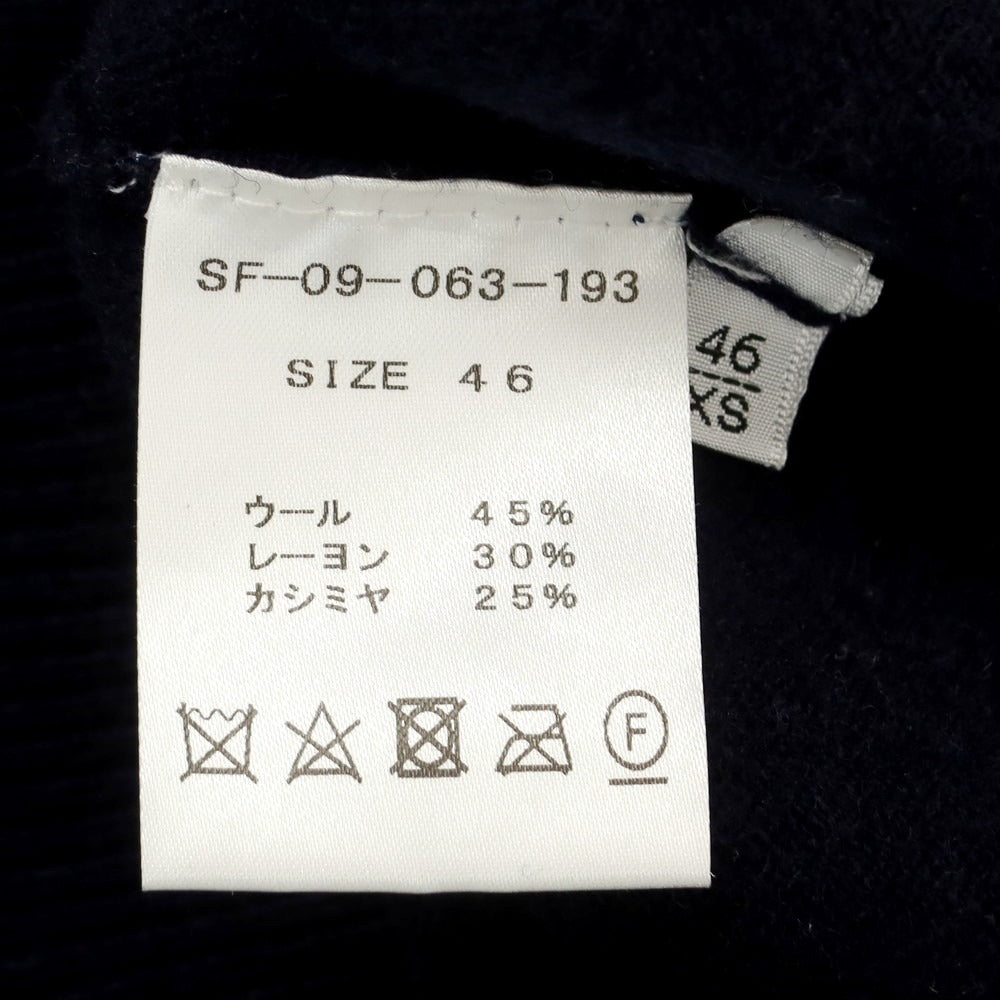 SF-09-063-193
SIZE 46
46
XS
ウール 45%
レーヨン 30%
カシミヤ 25%
F